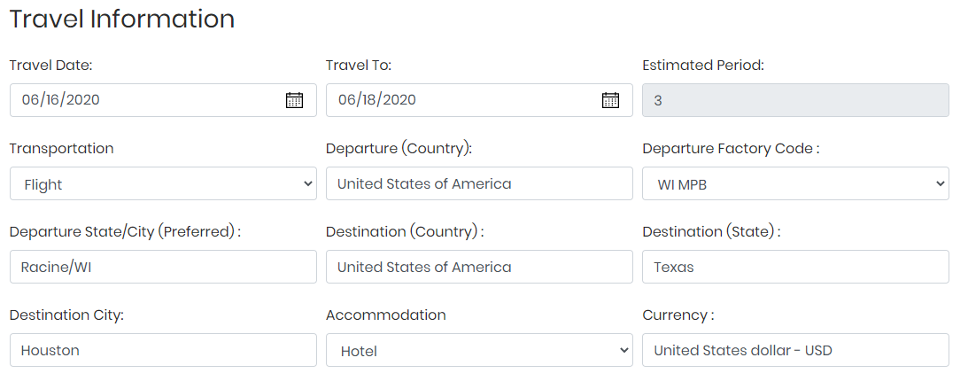 Travel Information
Travel Date: Travel To: Estimated Period:
06/16/2020 06/18/2020 3
Transportation Departure (Country): Departure Factory Code :
Flight United States of America WI MPB
Departure State/City (Preferred) : Destination (Country) : Destination (State) :
Racine/WI United States of America Texas
Destination City: Accommodation Currency :
Houston Hotel United States dollar - USD